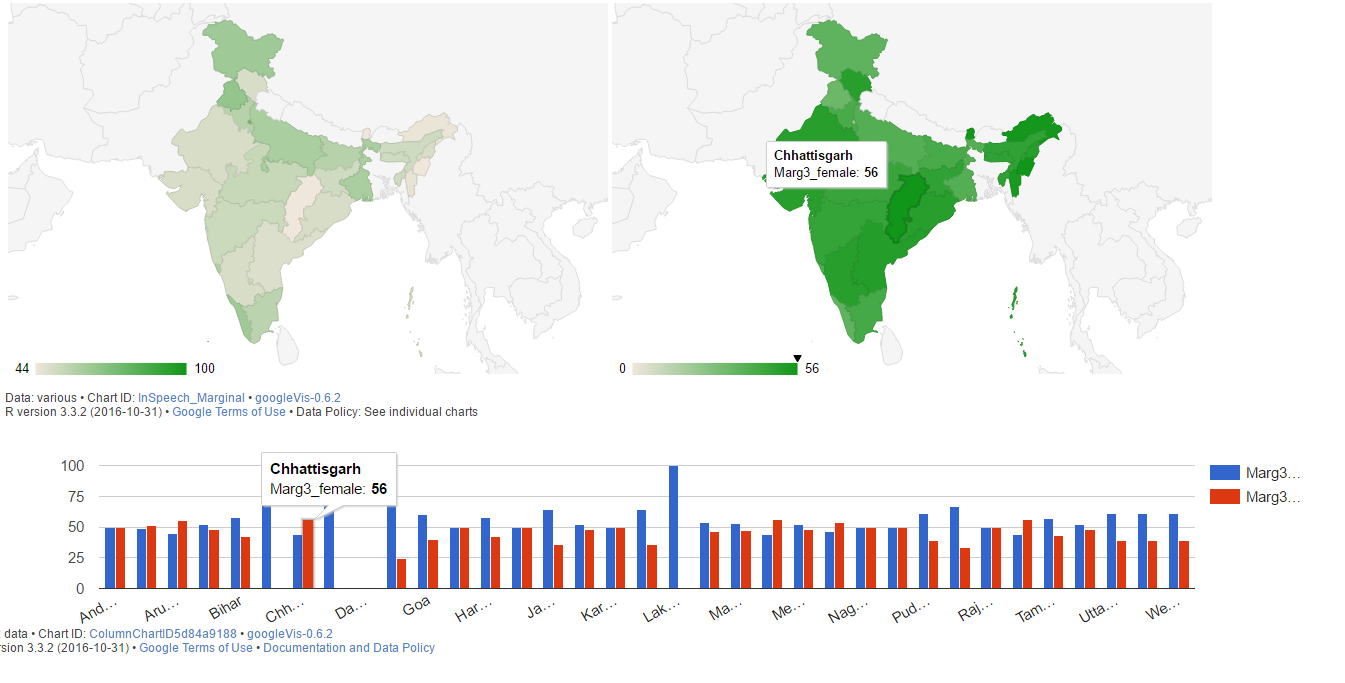 Chhattisgarh
Marg3_female: 56
44 100
0 56
Data: various • Chart ID: InSpeech_Marginal • googleVis-0.6.2
R version 3.3.2 (2016-10-31) • Google Terms of Use • Data Policy: See individual charts
Chhattisgarh
Marg3_female: 56
100
75
50
25
0
Marg3…
Marg3…
And… Aru… Bihar Chh… Da… Goa Har… Ja… Kar… Lak… Ma… Me… Nag… Pud… Raj… Tam… Utta… We…
: data • Chart ID: ColumnChartID5d84a9188 • googleVis-0.6.2
rsion 3.3.2 (2016-10-31) • Google Terms of Use • Documentation and Data Policy